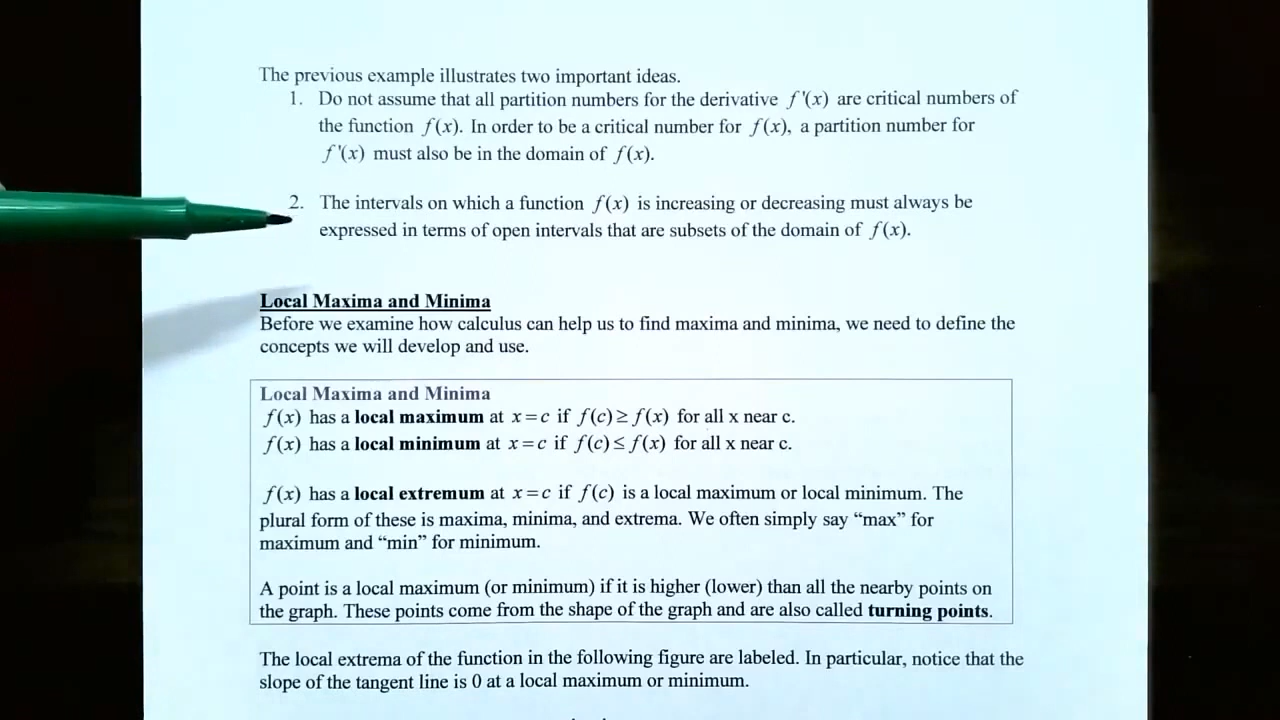 The previous example illustrates two important ideas.
1. Do not assume that all partition numbers for the derivative f '(x) are critical numbers of
the function f(x). In order to be a critical number for f(x), a partition number for
f '(x) must also be in the domain of f(x).
2. The intervals on which a function f(x) is increasing or decreasing must always be
expressed in terms of open intervals that are subsets of the domain of f(x).
Local Maxima and Minima
Before we examine how calculus can help us to find maxima and minima, we need to define the
concepts we will develop and use.
Local Maxima and Minima
f(x) has a local maximum at x=c if f(c)≥f(x) for all x near c.
f(x) has a local minimum at x=c if f(c)≤f(x) for all x near c.
f(x) has a local extremum at x=c if f(c) is a local maximum or local minimum. The
plural form of these is maxima, minima, and extrema. We often simply say “max” for
maximum and “min” for minimum.
A point is a local maximum (or minimum) if it is higher (lower) than all the nearby points on
the graph. These points come from the shape of the graph and are also called turning points.
The local extrema of the function in the following figure are labeled. In particular, notice that the
slope of the tangent line is 0 at a local maximum or minimum.